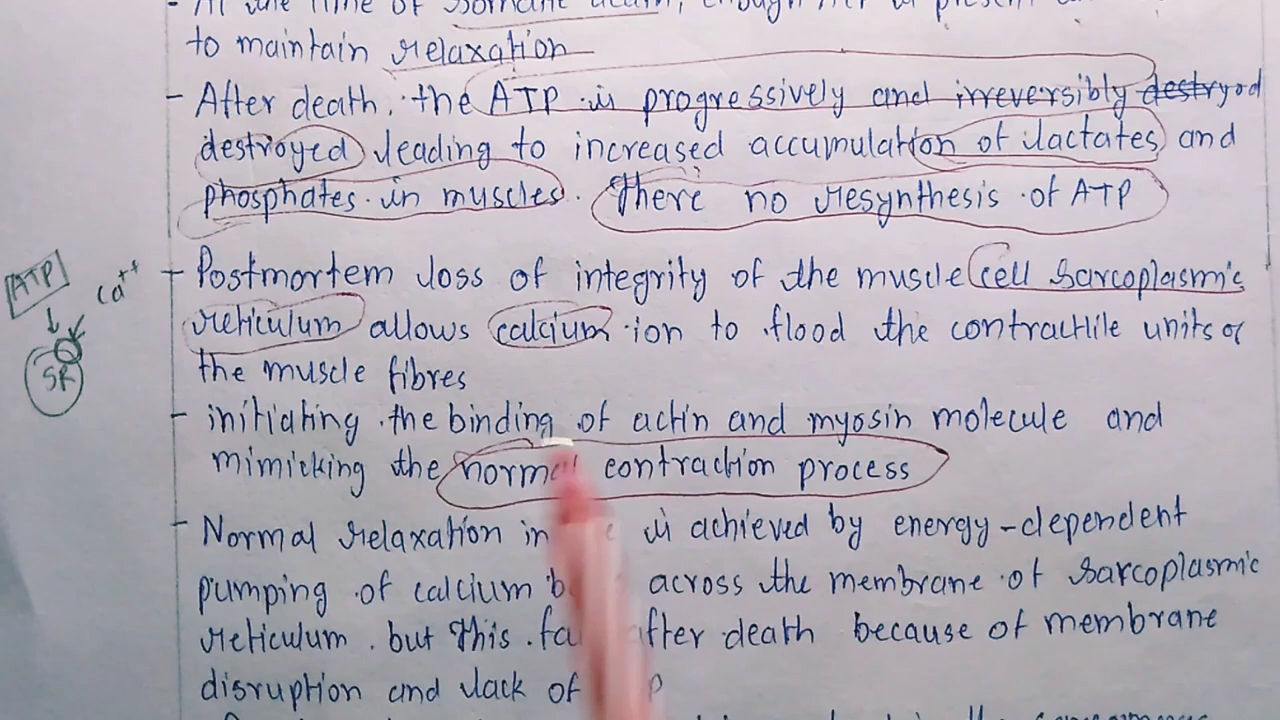 to maintain relaxation
- After death, the ATP is progressively and irreversibly destryod
destroyed leading to increased accumulation of lactates and
phosphates in muscles. There no resynthesis of ATP
ATP
Ca++
SR
- Postmortem loss of integrity of the muscle cell sarcoplasmic
reticulum allows calcium ion to flood the contractile units of
the muscle fibres
- initiating the binding of actin and myosin molecule and
mimicking the normal contraction process
- Normal relaxation in is achieved by energy-dependent
pumping of calcium across the membrane of sarcoplasmic
reticulum. but this after death because of membrane
disruption and lack of